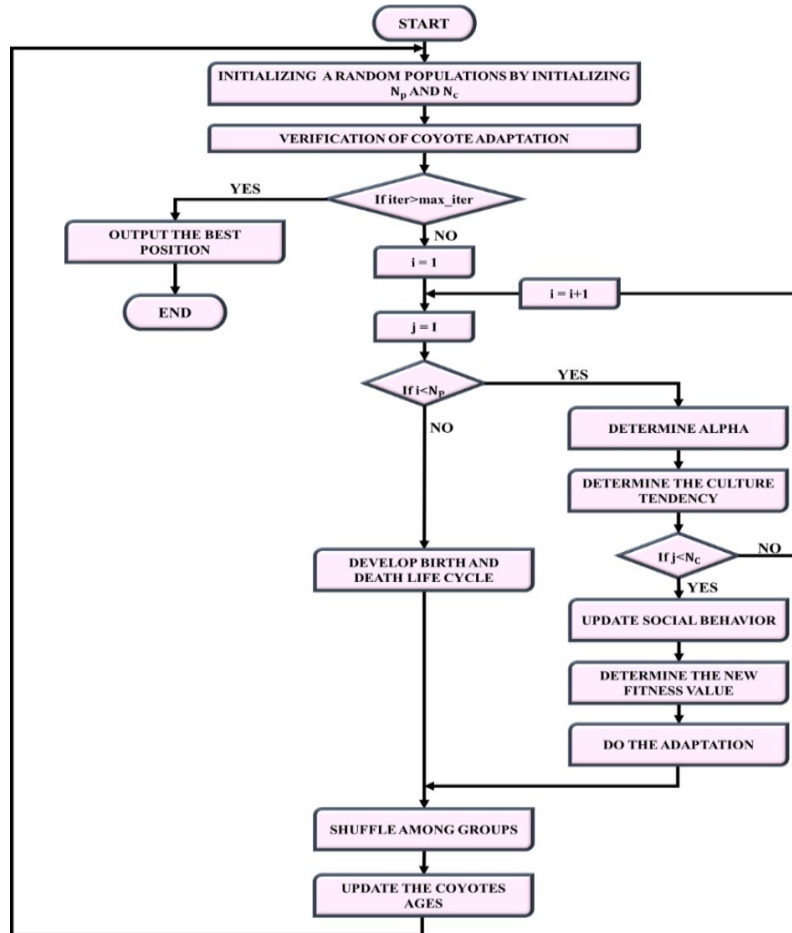 START
INITIALIZING A RANDOM POPULATIONS BY INITIALIZING
Np AND Nc
VERIFICATION OF COYOTE ADAPTATION
If iter>max_iter
YES
NO
OUTPUT THE BEST
POSITION
END
i = 1
i = i+1
j = I
If i<NP
YES
NO
DETERMINE ALPHA
DETERMINE THE CULTURE
TENDENCY
If j<NC
NO
YES
DEVELOP BIRTH AND
DEATH LIFE CYCLE
UPDATE SOCIAL BEHAVIOR
DETERMINE THE NEW
FITNESS VALUE
DO THE ADAPTATION
SHUFFLE AMONG GROUPS
UPDATE THE COYOTES
AGES